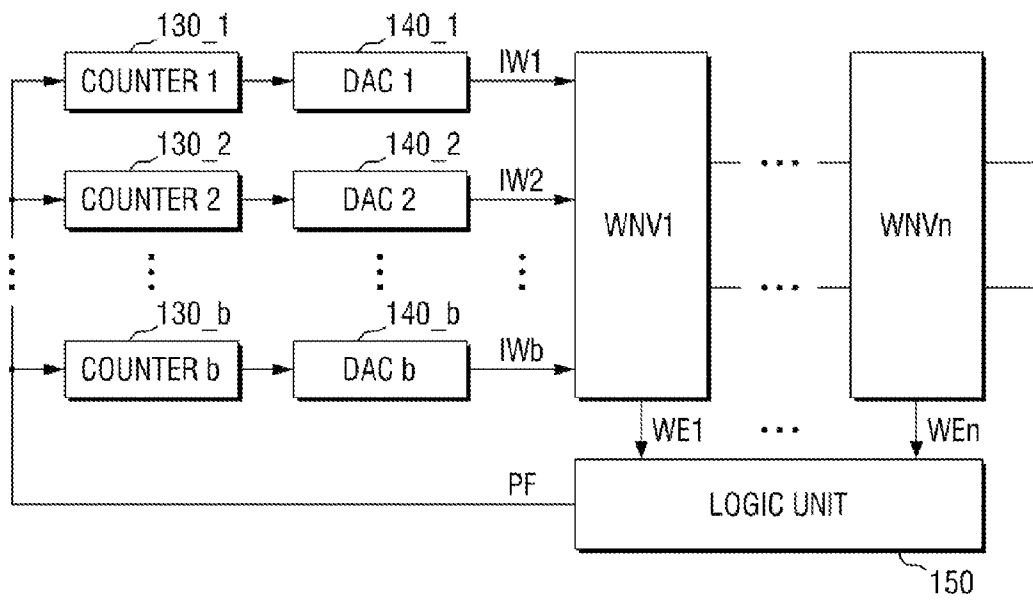 130_1
140_1
COUNTER 1
DAC 1
IW1
130_2
140_2
COUNTER 2
DAC 2
IW2
WNV1
...
WNVn
130_b
140_b
COUNTER b
DAC b
IWb
WE1
...
WEn
PF
LOGIC UNIT
150